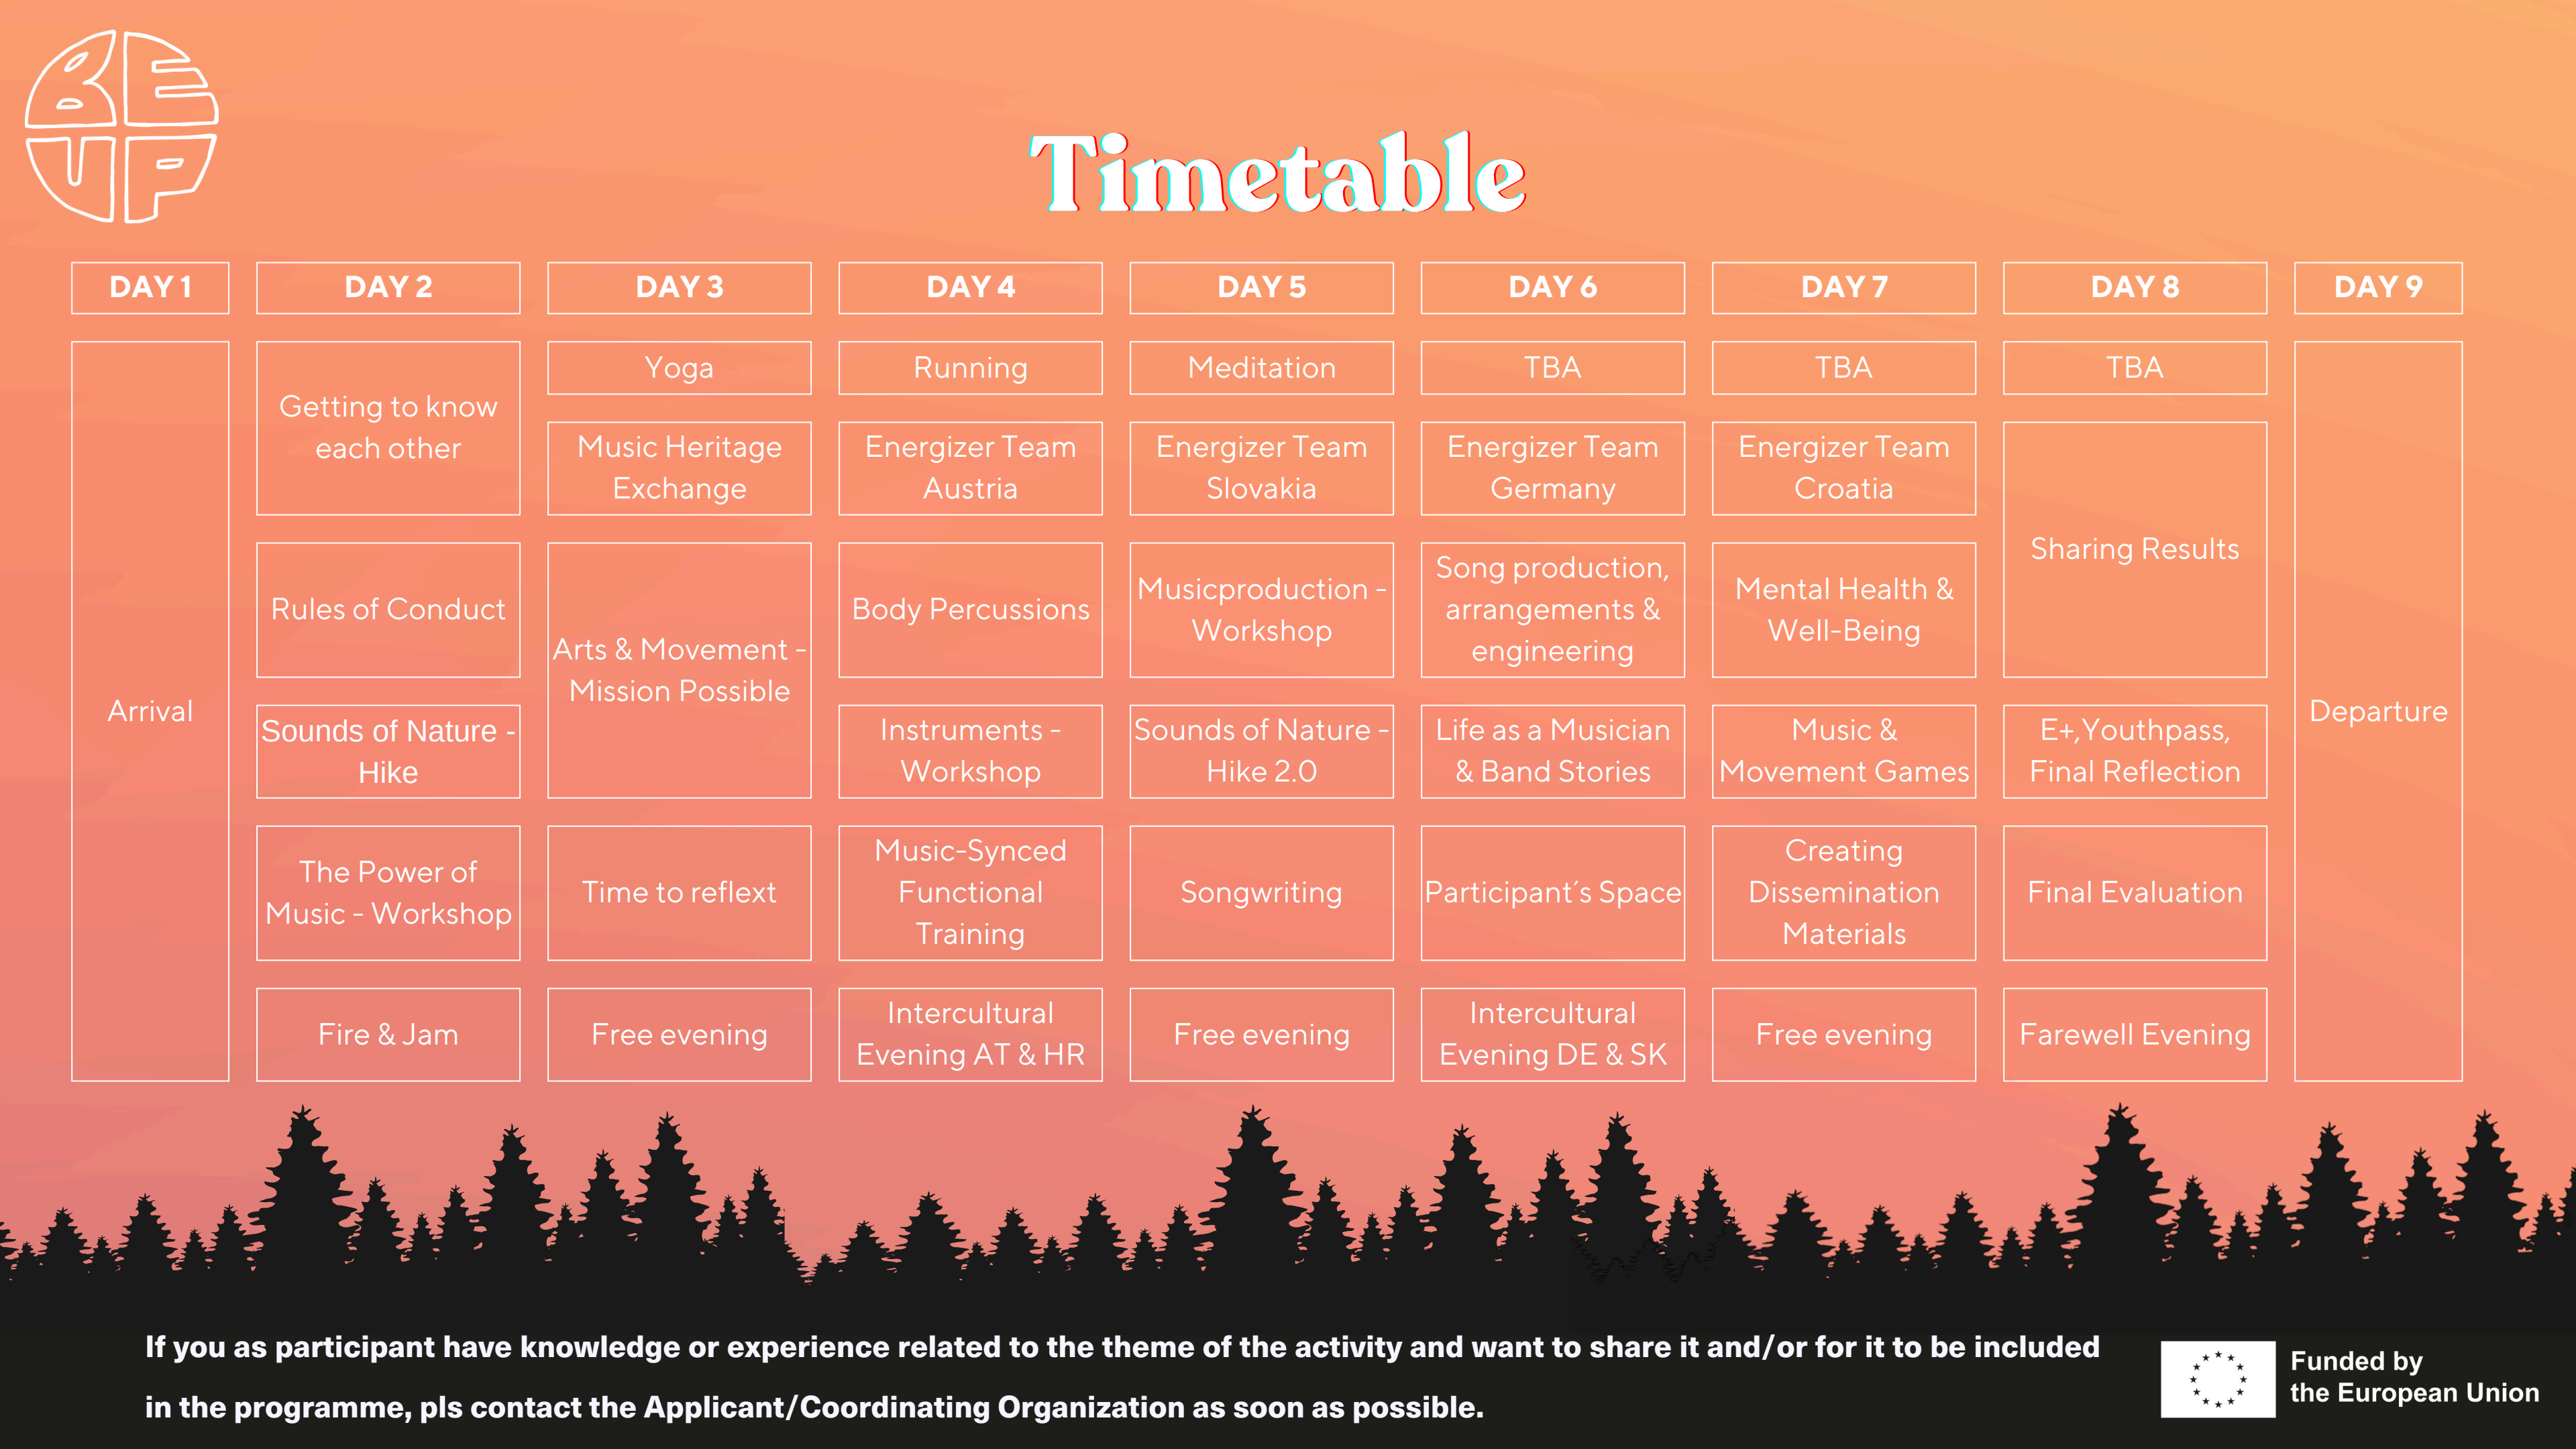 BE
UP
Timetable
DAY 1
DAY 2
DAY 3
DAY 4
DAY 5
DAY 6
DAY 7
DAY 8
DAY 9
Arrival
Getting to know
each other
Rules of Conduct
Sounds of Nature -
Hike
The Power of
Music - Workshop
Fire & Jam
Yoga
Music Heritage
Exchange
Arts & Movement -
Mission Possible
Time to reflext
Free evening
Running
Energizer Team
Austria
Body Percussions
Instruments -
Workshop
Music-Synced
Functional
Training
Intercultural
Evening AT & HR
Meditation
Energizer Team
Slovakia
Musicproduction -
Workshop
Sounds of Nature -
Hike 2.0
Songwriting
Free evening
TBA
Energizer Team
Germany
Song production,
arrangements &
engineering
Life as a Musician
& Band Stories
Participant´s Space
Intercultural
Evening DE & SK
TBA
Energizer Team
Croatia
Mental Health &
Well-Being
Music &
Movement Games
Creating
Dissemination
Materials
Free evening
TBA
Sharing Results
E+,Youthpass,
Final Reflection
Final Evaluation
Farewell Evening
Departure
If you as participant have knowledge or experience related to the theme of the activity and want to share it and/or for it to be included
in the programme, pls contact the Applicant/Coordinating Organization as soon as possible.
Funded by
the European Union